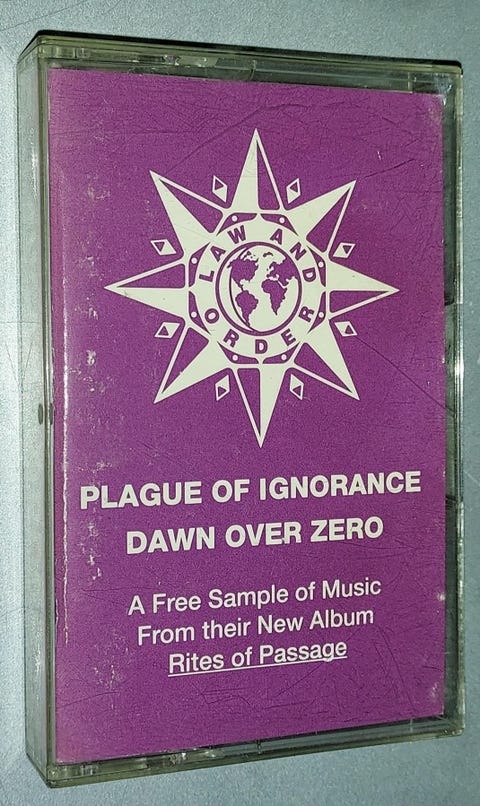 LAW AND
ORDER
PLAGUE OF IGNORANCE
DAWN OVER ZERO
A Free Sample of Music
From their New Album
Rites of Passage